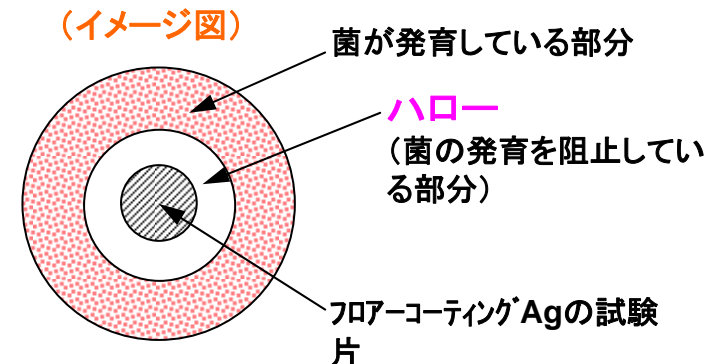 （イメージ図）
菌が発育している部分
ハロー
（菌の発育を阻止してい
る部分）
ﾌﾛｱｰｺｰﾃｨﾝｸﾞAgの試験
片